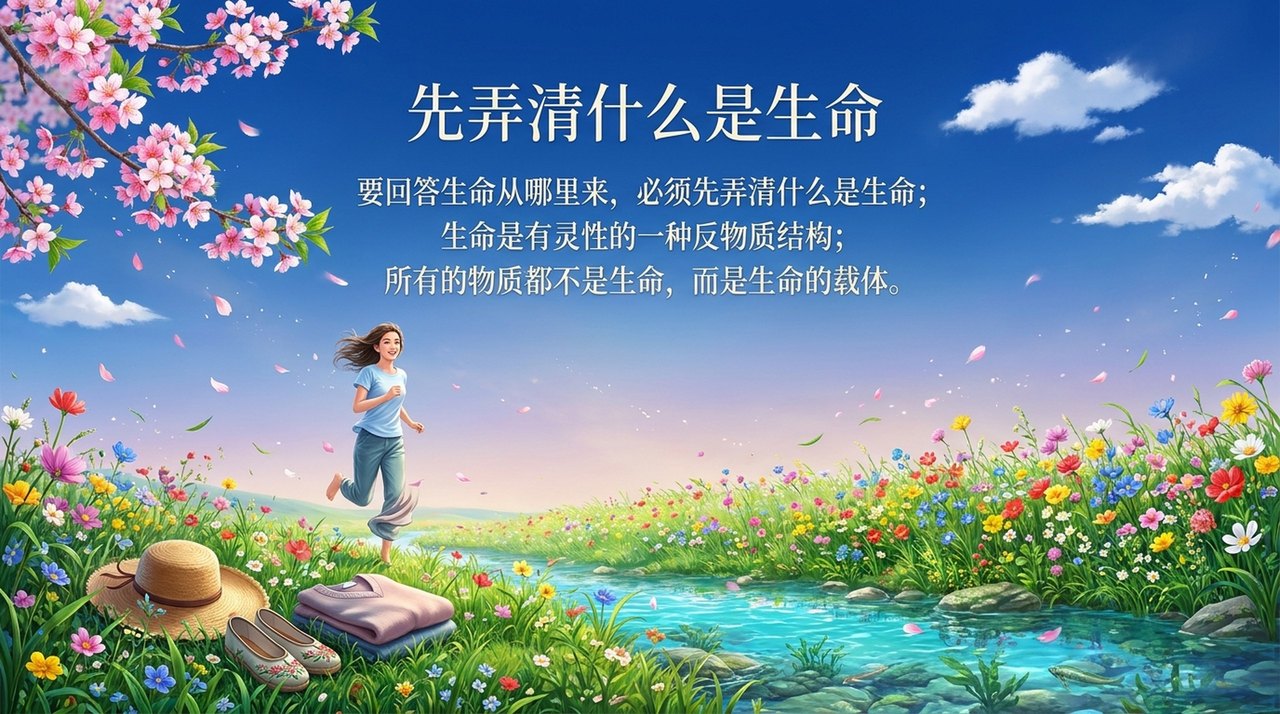 先弄清什么是生命
要回答生命从哪里来，必须先弄清什么是生命；
生命是有灵性的一种反物质结构；
所有的物质都不是生命，而是生命的载体。